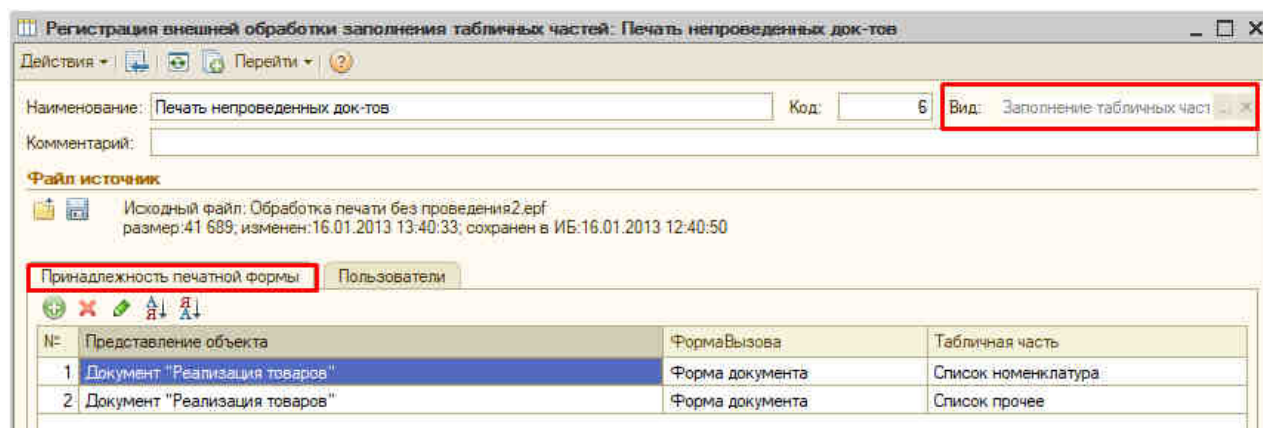 Регистрация внешней обработки заполнения табличных частей: Печать непроведенных док-тов
Действия Перейти
Наименование: Печать непроведенных док-тов Код: 6 Вид: Заполнение табличных част ...
Комментарий:
Файл источник
Исходный файл: Обработка печати без проведения2.epf
размер:41 689; изменен:16.01.2013 13:40:33; сохранен в ИБ:16.01.2013 12:40:50
Принадлежность печатной формы Пользователи
№ Представление объекта ФормаВызова Табличная часть
1 Документ "Реализация товаров" Форма документа Список номенклатура
2 Документ "Реализация товаров" Форма документа Список прочее